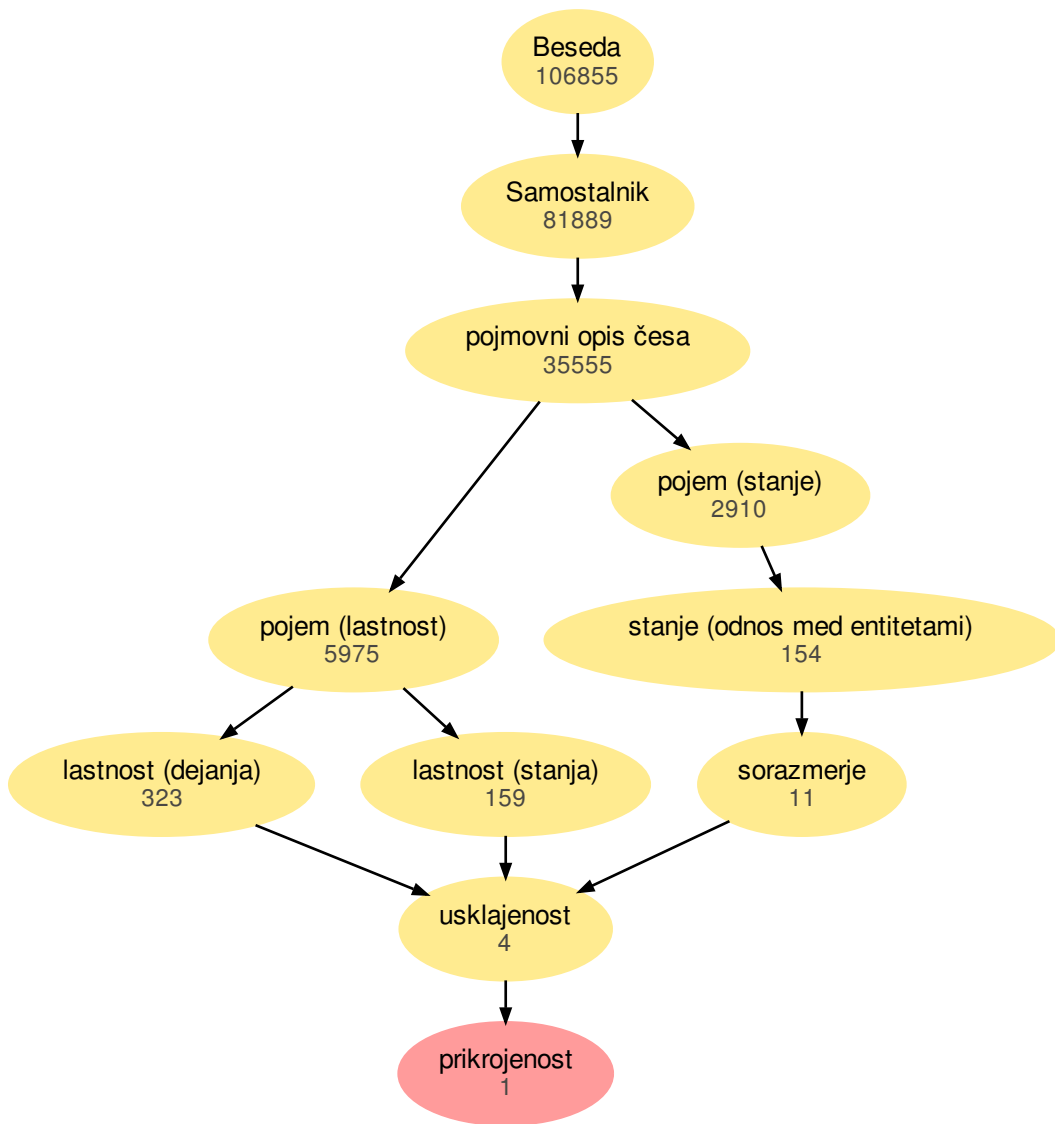 Beseda
106855
Samostalnik
81889
pojmovni opis česa
35555
pojem (stanje)
2910
pojem (lastnost)
5975
stanje (odnos med entitetami)
154
lastnost (dejanja)
323
lastnost (stanja)
159
sorazmerje
11
usklajenost
4
prikrojenost
1